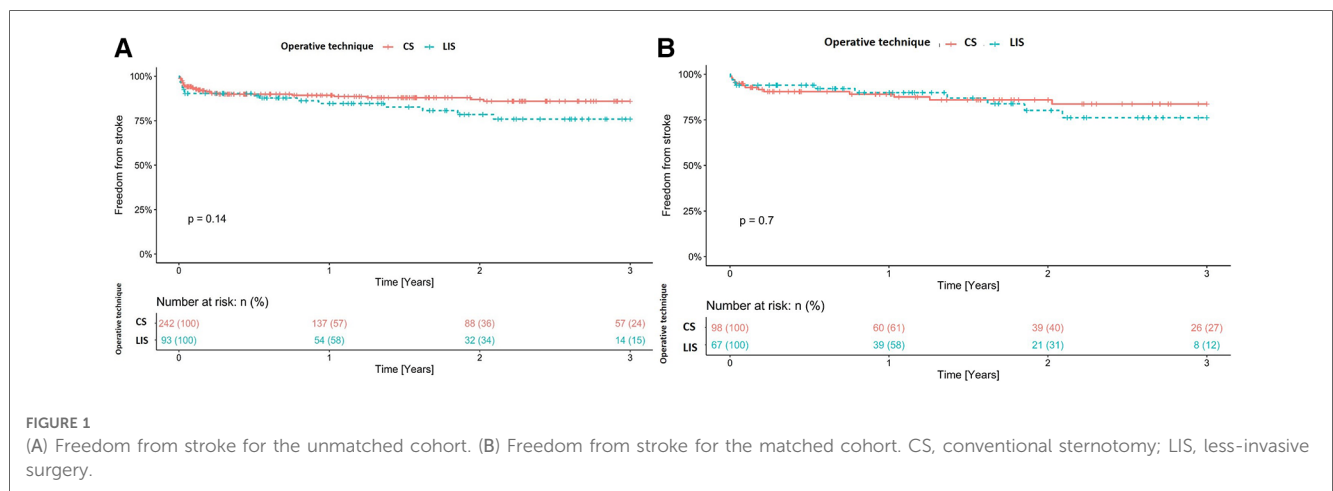 A
Operative technique CS LIS
100%
75%
50%
25%
0%
Freedom from stroke
p = 0.14
0 1 2 3
Time [Years]
Number at risk: n (%)
Operative technique
CS 242 (100) 137 (57) 88 (36) 57 (24)
LIS 93 (100) 54 (58) 32 (34) 14 (15)
0 1 2 3
Time [Years]
B
Operative technique CS LIS
100%
75%
50%
25%
0%
Freedom from stroke
p = 0.7
0 1 2 3
Time [Years]
Number at risk: n (%)
Operative technique
CS 98 (100) 60 (61) 39 (40) 26 (27)
LIS 67 (100) 39 (58) 21 (31) 8 (12)
0 1 2 3
Time [Years]
FIGURE 1
(A) Freedom from stroke for the unmatched cohort. (B) Freedom from stroke for the matched cohort. CS, conventional sternotomy; LIS, less-invasive
surgery.